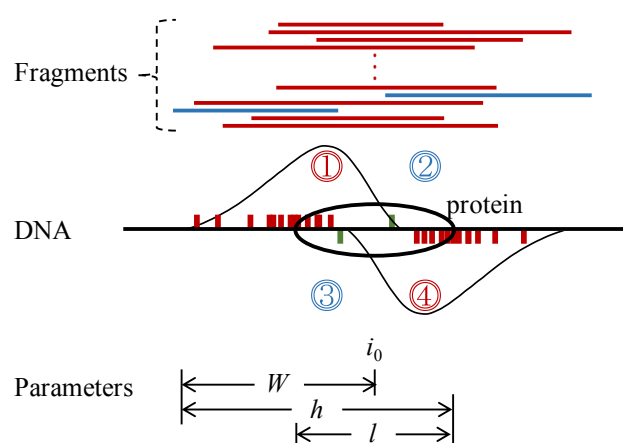 Fragments
① ②
protein
DNA
③ ④
i₀
Parameters
W
h
l